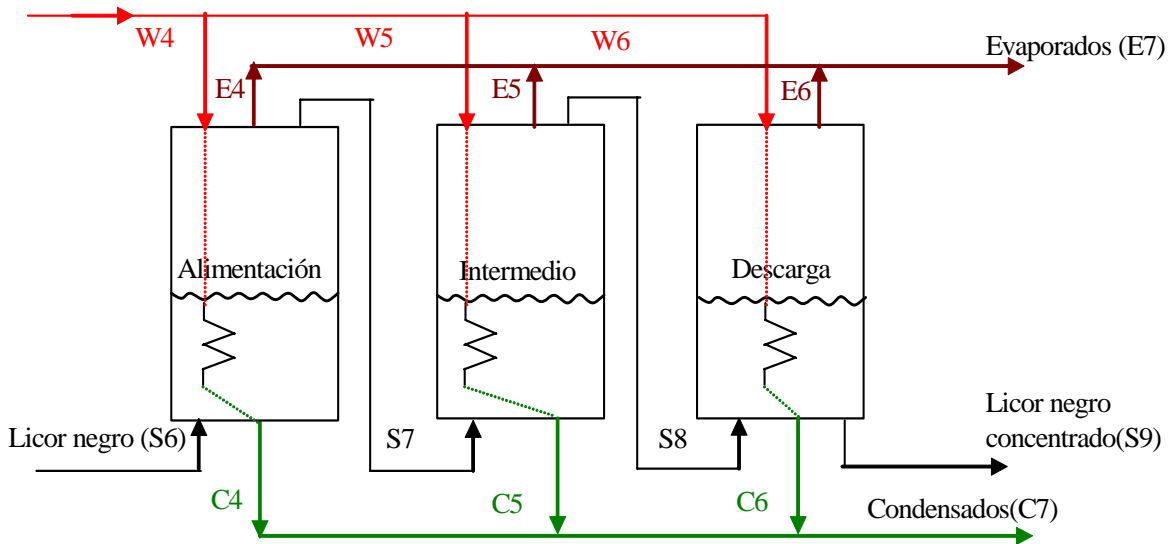 W4
W5
W6
Evaporados (E7)
E4
E5
E6
Alimentación
Intermedio
Descarga
Licor negro (S6)
S7
S8
Licor negro
concentrado(S9)
C4
C5
C6
Condensados(C7)